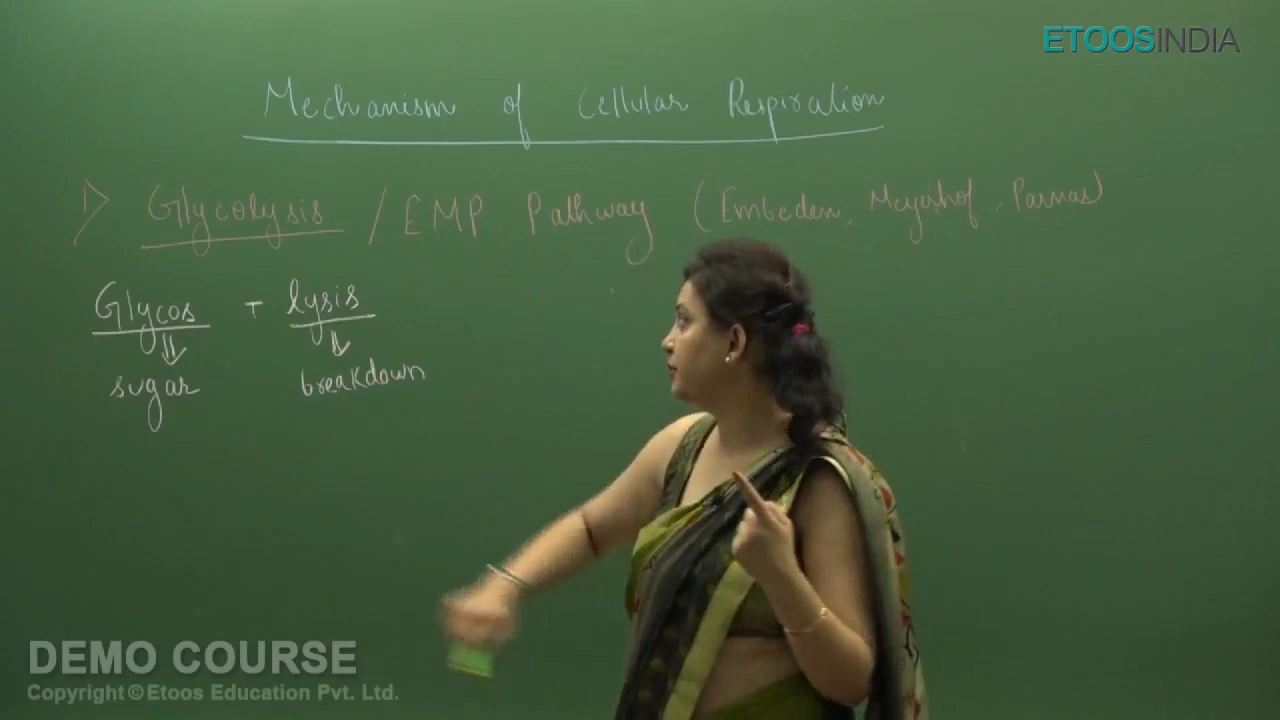 ETOOSINDIA
Mechanism of Cellular Respiration
1) Glycolysis / EMP Pathway (Embeden, Meyerhof, Parnas)
Glycos + lysis
sugar breakdown
DEMO COURSE
Copyright © Etoos Education Pvt. Ltd.